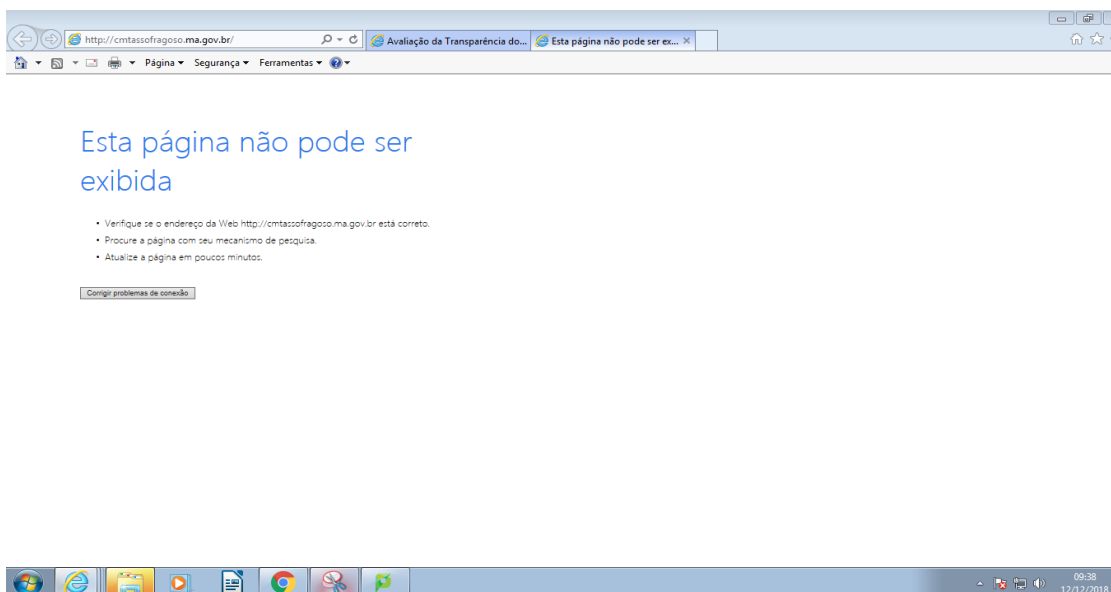 http://cmtassofragoso.ma.gov.br/
Avaliação da Transparência do...
Esta página não pode ser ex...
Página
Segurança
Ferramentas
Esta página não pode ser
exibida
• Verifique se o endereço da Web http://cmtassofragoso.ma.gov.br está correto.
• Procure a página com seu mecanismo de pesquisa.
• Atualize a página em poucos minutos.
Corrigir problemas de conexão
09:38
12/12/2018